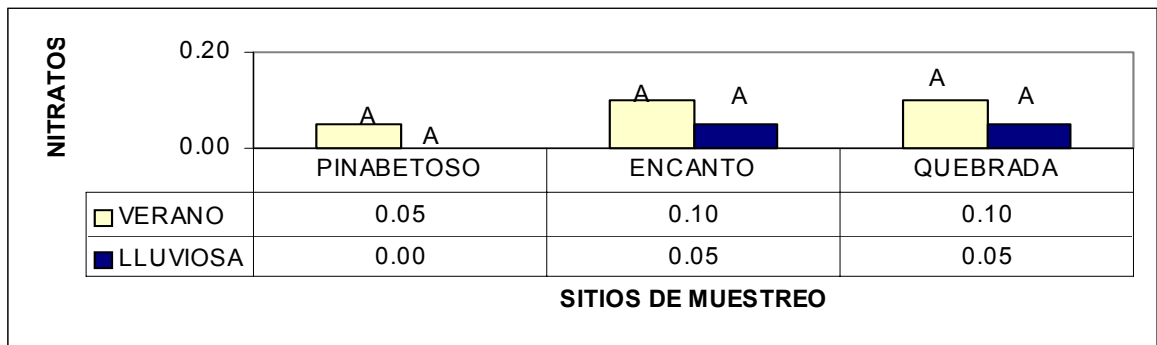 NITRATOS
0.20
A A A A A A
0.00
PINABETOSO ENCANTO QUEBRADA
VERANO 0.05 0.10 0.10
LLUVIOSA 0.00 0.05 0.05
SITIOS DE MUESTREO